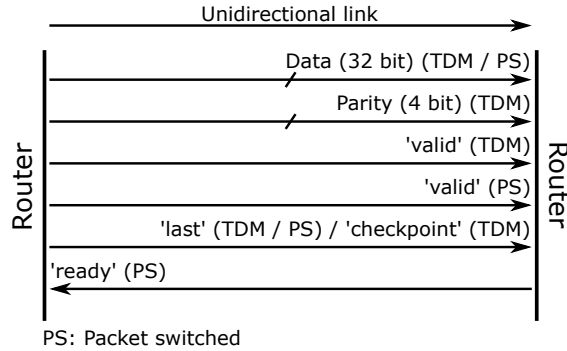 Unidirectional link
Data (32 bit) (TDM / PS)
Parity (4 bit) (TDM)
'valid' (TDM)
'valid' (PS)
'last' (TDM / PS) / 'checkpoint' (TDM)
'ready' (PS)
Router
Router
PS: Packet switched